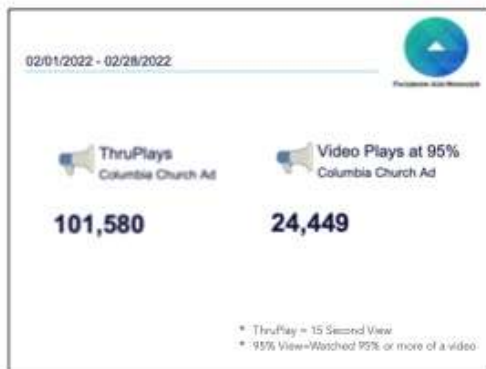 02/01/2022 - 02/28/2022
ThruPlays
Columbia Church Ad
101,580
Video Plays at 95%
Columbia Church Ad
24,449
* ThruPlay = 15 Second View
* 95% View=Watched 95% or more of a video